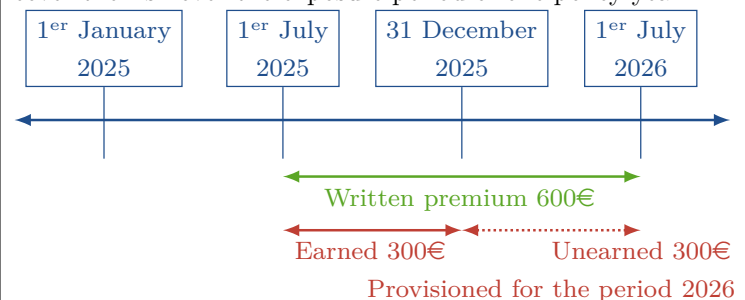 1er January 2025
1er July 2025
31 December 2025
1er July 2026
Written premium 600€
Earned 300€
Unearned 300€
Provisioned for the period 2026